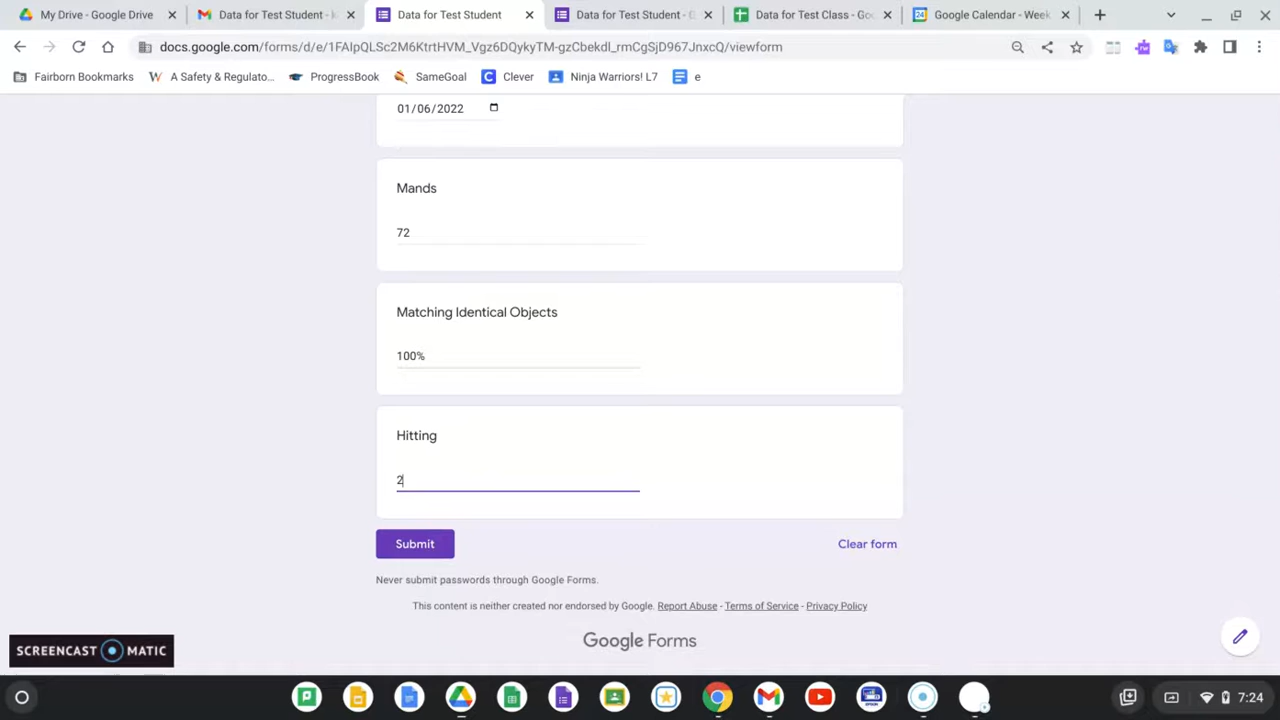 My Drive - Google Drive
Data for Test Student -
Data for Test Student
Data for Test Student -
Data for Test Class - Go
Google Calendar - Week
docs.google.com/forms/d/e/1FAIpQLSc2M6KtrtHVM_Vgz6DQykyTM-gzCbekdl_rmCgSjD967JnxcQ/viewform
Fairborn Bookmarks
A Safety & Regulato...
ProgressBook
SameGoal
Clever
Ninja Warriors! L7
e
01/06/2022
Mands
72
Matching Identical Objects
100%
Hitting
2
Submit
Clear form
Never submit passwords through Google Forms.
This content is neither created nor endorsed by Google. Report Abuse - Terms of Service - Privacy Policy
Google Forms
SCREENCAST MATIC
7:24